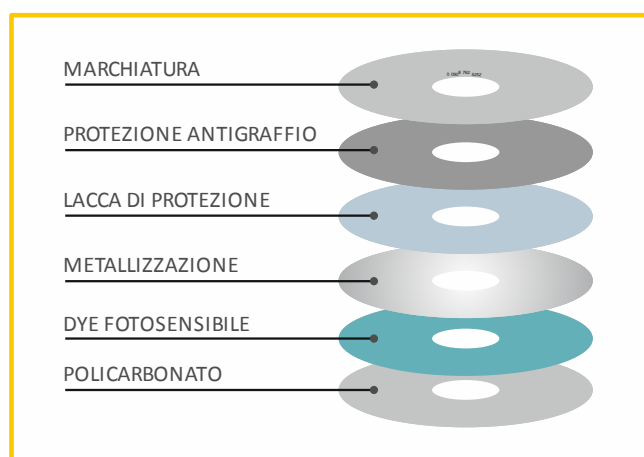 MARCHIATURA
PROTEZIONE ANTIGRAFFIO
LACCA DI PROTEZIONE
METALLIZZAZIONE
DYE FOTOSENSIBILE
POLICARBONATO